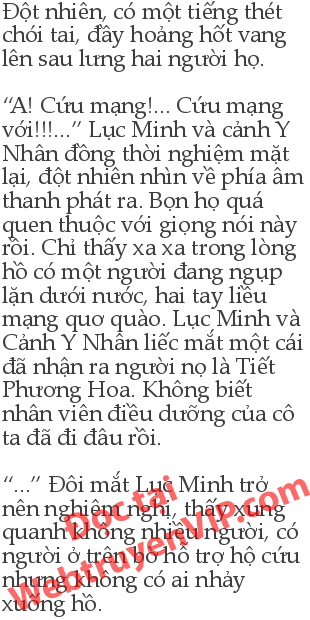 Đột nhiên, có một tiếng thét
chói tai, đầy hoảng hốt vang
lên sau lưng hai người họ.
“A! Cứu mạng!... Cứu mạng
với!!!...” Lục Minh và cảnh Y
Nhân đồng thời nghiệm mặt
lại, đột nhiên nhìn về phía âm
thanh phát ra. Bọn họ quá
quen thuộc với giọng nói này
rồi. Chỉ thấy xa xa trong lòng
hồ có một người đang ngụp
lặn dưới nước, hai tay liều
mạng quơ quào. Lục Minh và
Cảnh Y Nhân liếc mắt một cái
đã nhận ra người nọ là Tiết
Phương Hoa. Không biết
nhân viên điều dưỡng của cô
ta đã đi đâu rồi.
“...” Đôi mắt Lục Minh trở
nên nghiêm nghị, thấy xung
quanh không nhiều người, có
người ở trên bờ hô trợ hộ cứu
nhưng không có ai nhảy
xuống hồ.
Đọc tại
WebtruyenVIP.com